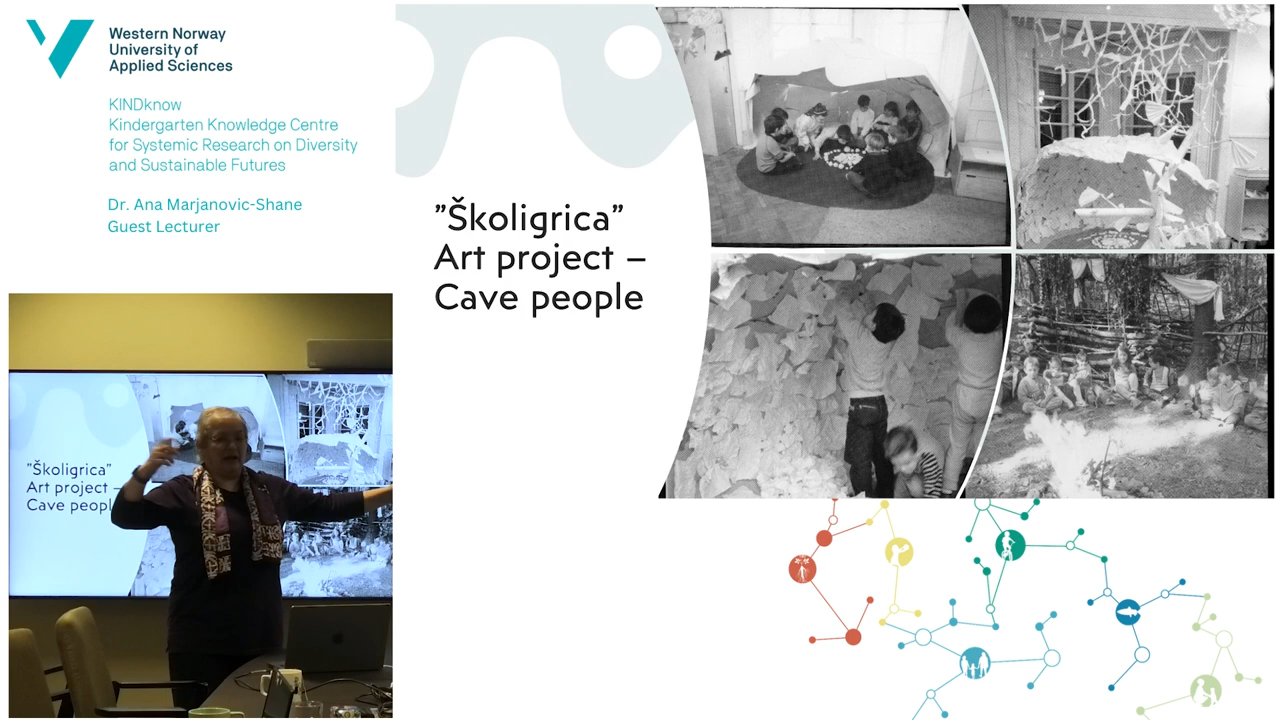 Western Norway
University of
Applied Sciences
KINDknow
Kindergarten Knowledge Centre
for Systemic Research on Diversity
and Sustainable Futures
Dr. Ana Marjanovic-Shane
Guest Lecturer
”Školigrica”
Art project –
Cave people
”Školigrica”
Art project –
Cave peopl